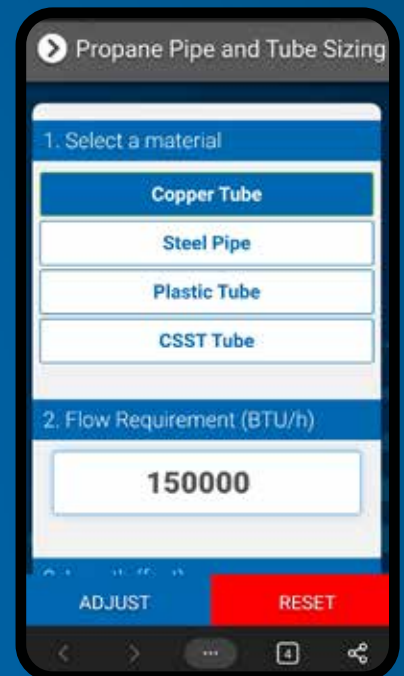 Propane Pipe and Tube Sizing
1. Select a material
Copper Tube
Steel Pipe
Plastic Tube
CSST Tube
2. Flow Requirement (BTU/h)
150000
ADJUST
RESET
4